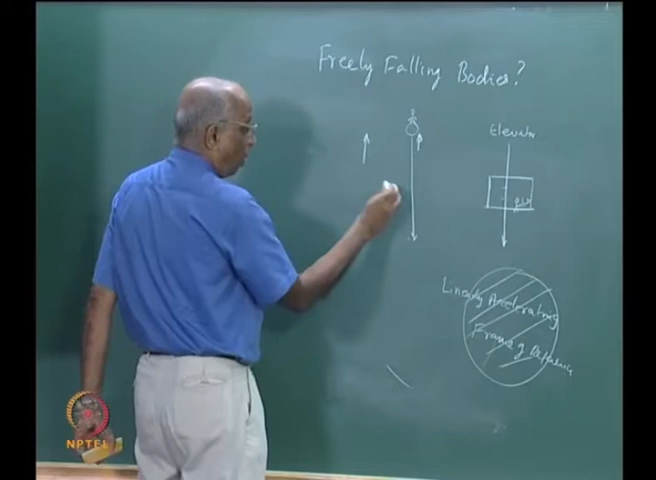 Freely Falling Bodies?
Elevator
Linearly Accelerating
Frame of Reference
NPTEL